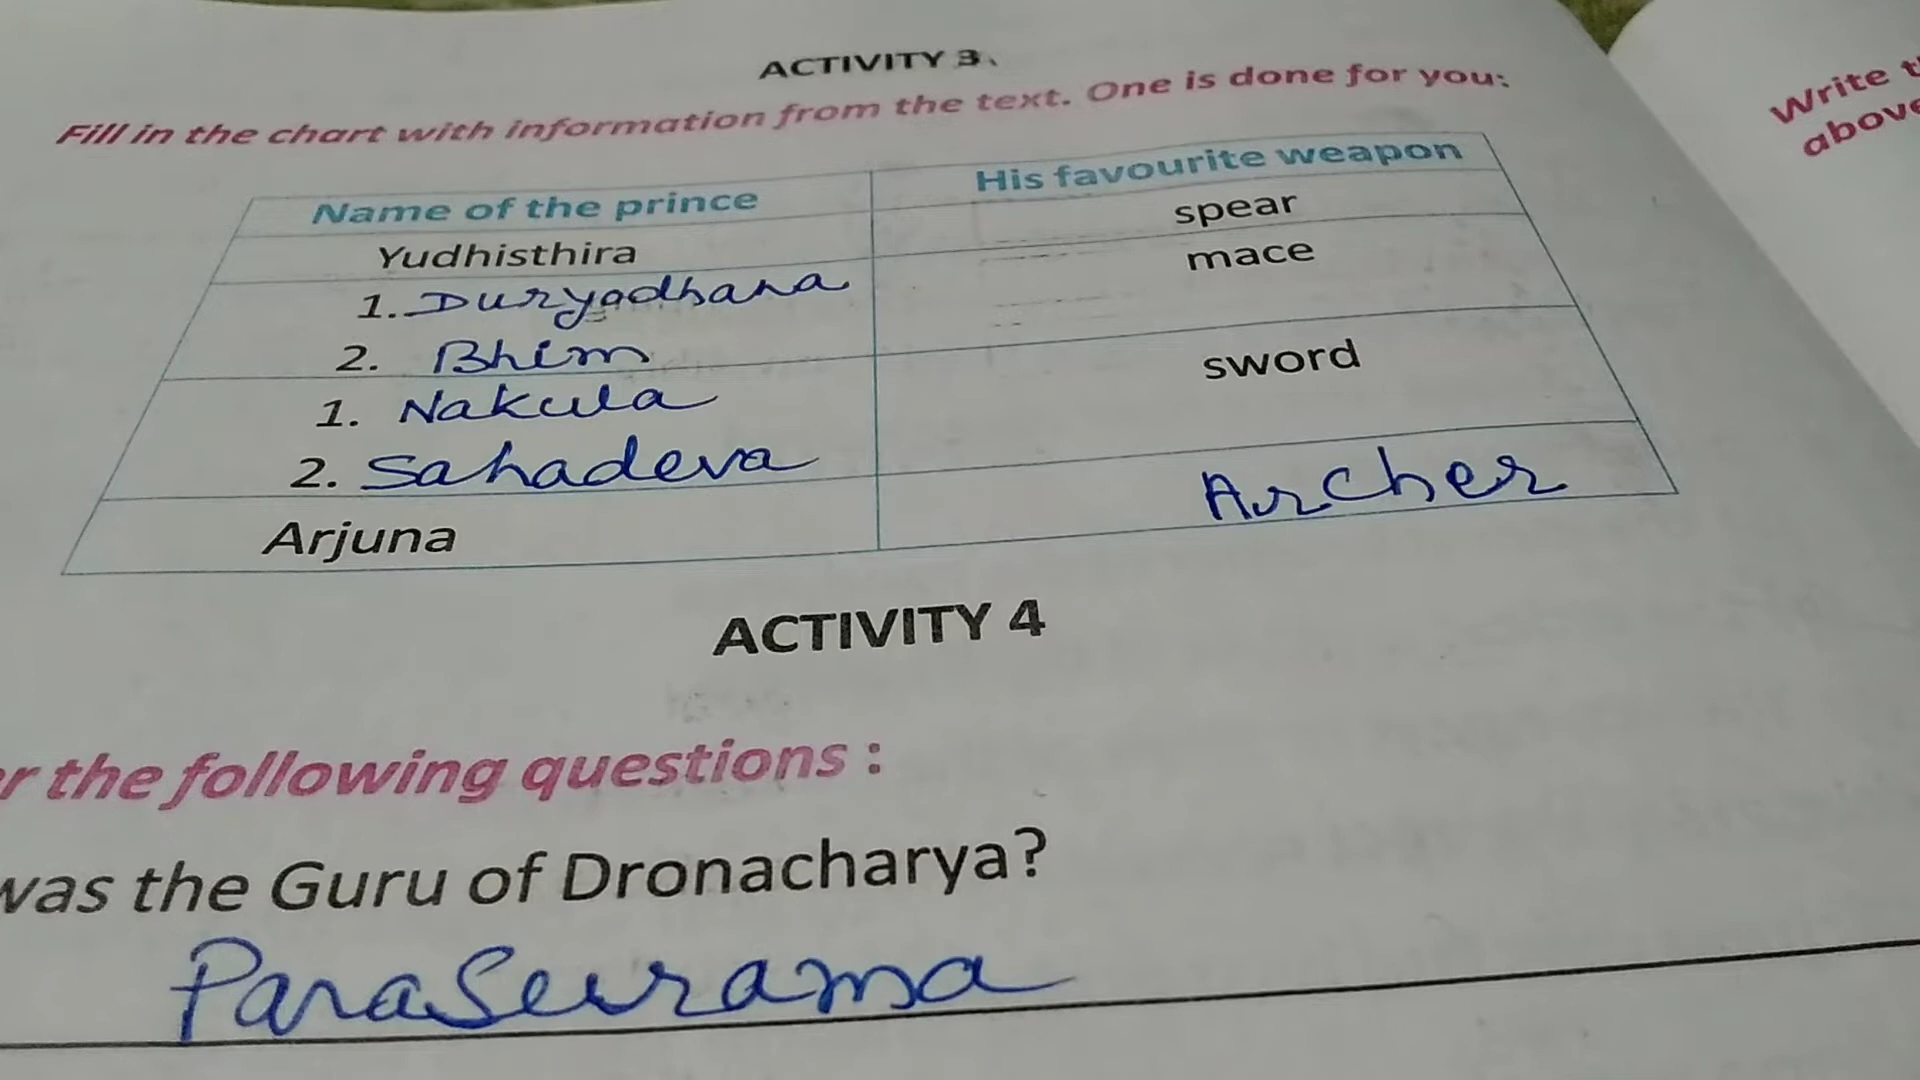 ACTIVITY 3
Fill in the chart with information from the text. One is done for you:
Name of the prince His favourite weapon
Yudhisthira spear
1. Duryodhana mace
2. Bhim
1. Nakula sword
2. Sahadeva
Arjuna Archer
ACTIVITY 4
r the following questions :
was the Guru of Dronacharya?
Paraseurama
Write t
above